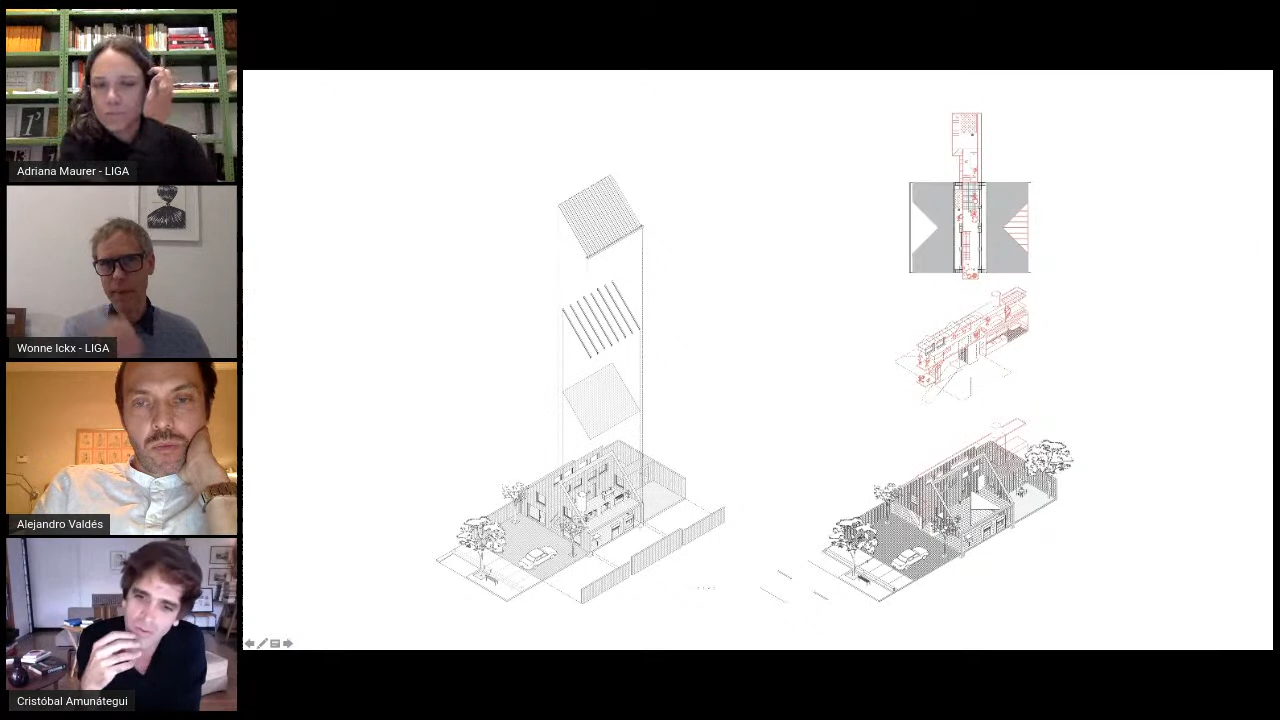 Adriana Maurer - LIGA
Wonne Ickx - LIGA
Alejandro Valdés
Cristóbal Amunátegui